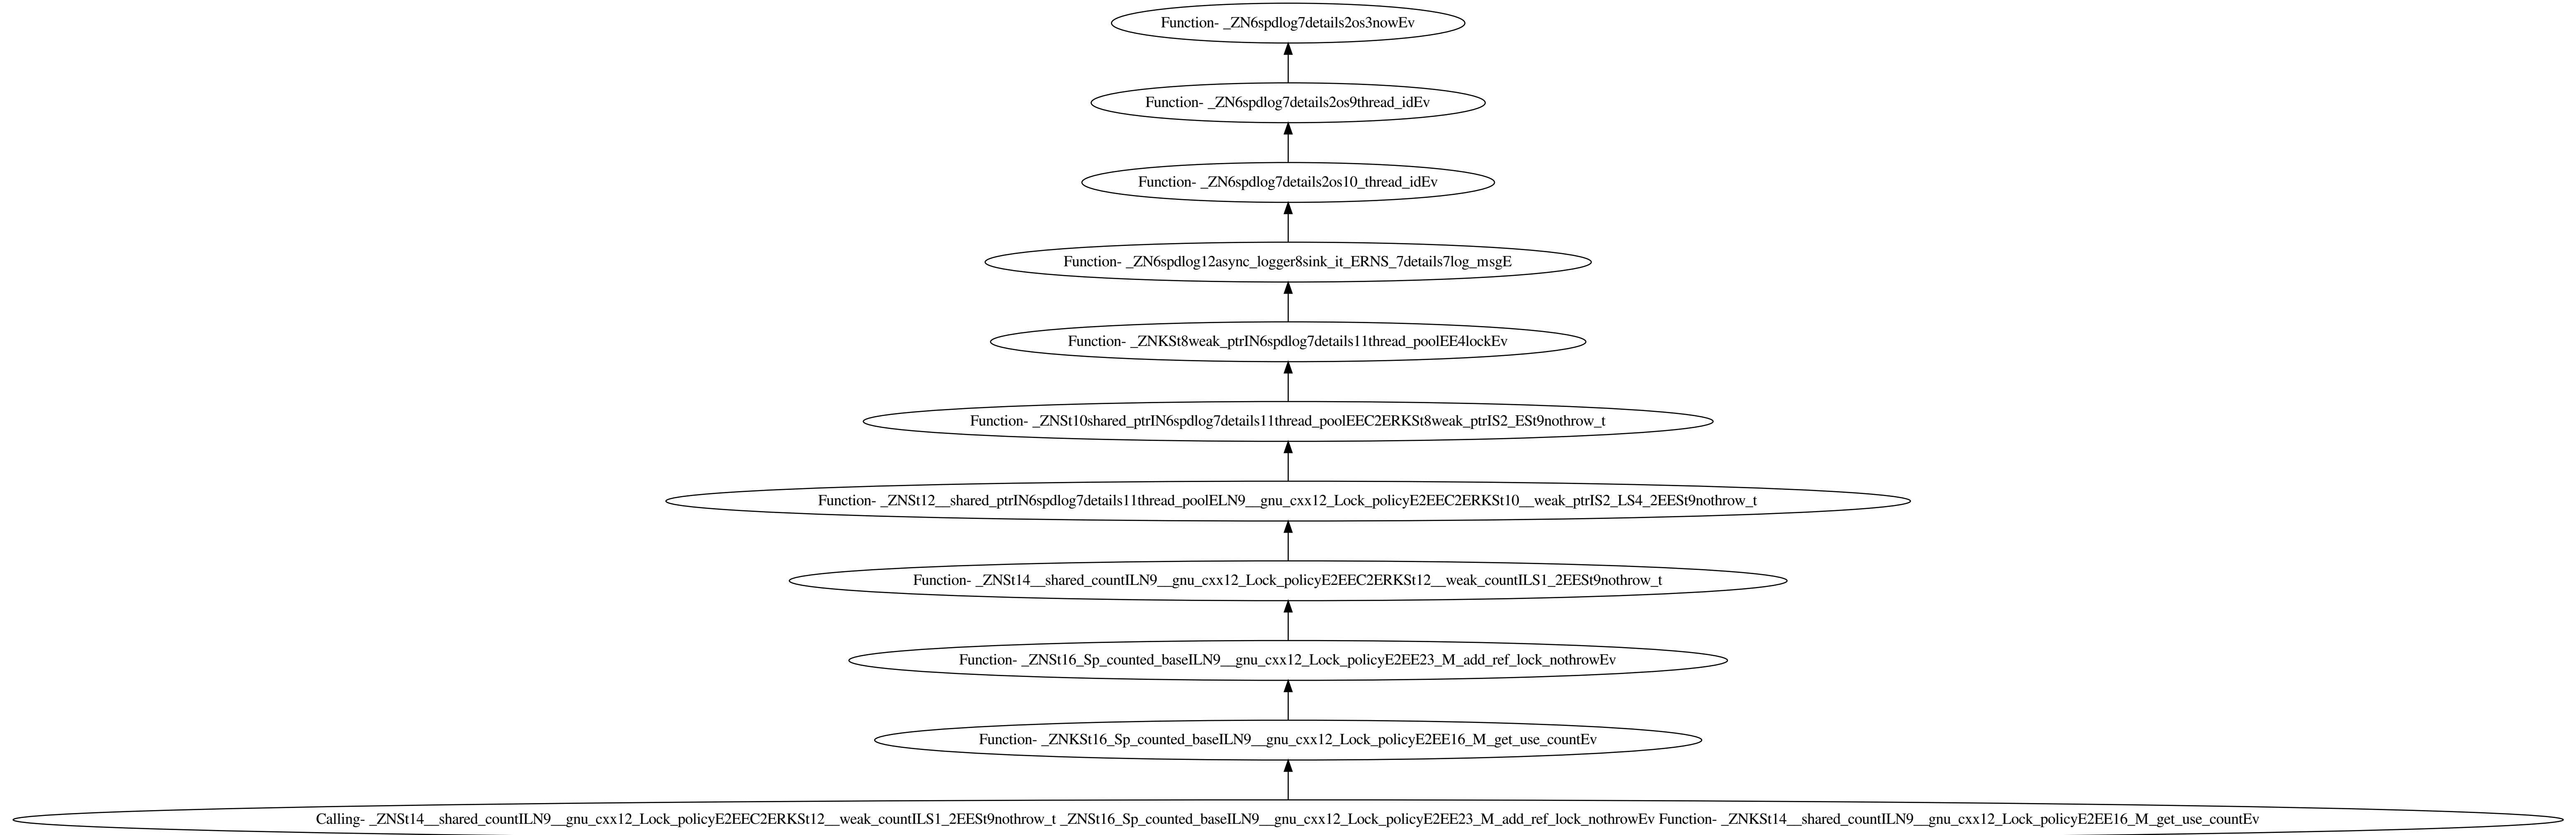 Function- _ZN6spdlog7details2os3nowEv
Function- _ZN6spdlog7details2os9thread_idEv
Function- _ZN6spdlog7details2os10_thread_idEv
Function- _ZN6spdlog12async_logger8sink_it_ERNS_7details7log_msgE
Function- _ZNKSt8weak_ptrIN6spdlog7details11thread_poolEE4lockEv
Function- _ZNSt10shared_ptrIN6spdlog7details11thread_poolEEC2ERKSt8weak_ptrIS2_ESt9nothrow_t
Function- _ZNSt12__shared_ptrIN6spdlog7details11thread_poolELN9__gnu_cxx12_Lock_policyE2EEC2ERKSt10__weak_ptrIS2_LS4_2EESt9nothrow_t
Function- _ZNSt14__shared_countILN9__gnu_cxx12_Lock_policyE2EEC2ERKSt12__weak_countILS1_2EESt9nothrow_t
Function- _ZNSt16_Sp_counted_baseILN9__gnu_cxx12_Lock_policyE2EE23_M_add_ref_lock_nothrowEv
Function- _ZNKSt16_Sp_counted_baseILN9__gnu_cxx12_Lock_policyE2EE16_M_get_use_countEv
Calling- _ZNSt14__shared_countILN9__gnu_cxx12_Lock_policyE2EEC2ERKSt12__weak_countILS1_2EESt9nothrow_t _ZNSt16_Sp_counted_baseILN9__gnu_cxx12_Lock_policyE2EE23_M_add_ref_lock_nothrowEv Function- _ZNKSt14__shared_countILN9__gnu_cxx12_Lock_policyE2EE16_M_get_use_countEv